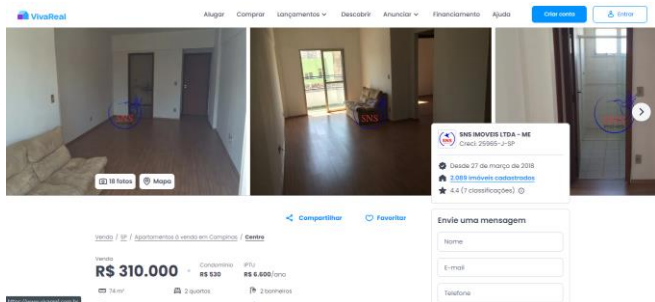 VivaReal
Alugar Comprar Lançamentos Descobrir Anunciar Financiamento Ajuda Criar conta Entrar
SNS
SNS
18 fotos Mapa
SNS IMOVEIS LTDA - ME
Creci: 25965-J-SP
Desde 27 de março de 2018
2.089 imóveis cadastrados
4.4 (7 classificações)
Compartilhar Favoritar
Envie uma mensagem
Nome
E-mail
Telefone
Venda / SP / Apartamentos à venda em Campinas / Centro
Venda
R$ 310.000
Condomínio
R$ 530
IPTU
R$ 6.600/ano
74 m² 2 quartos 2 banheiros